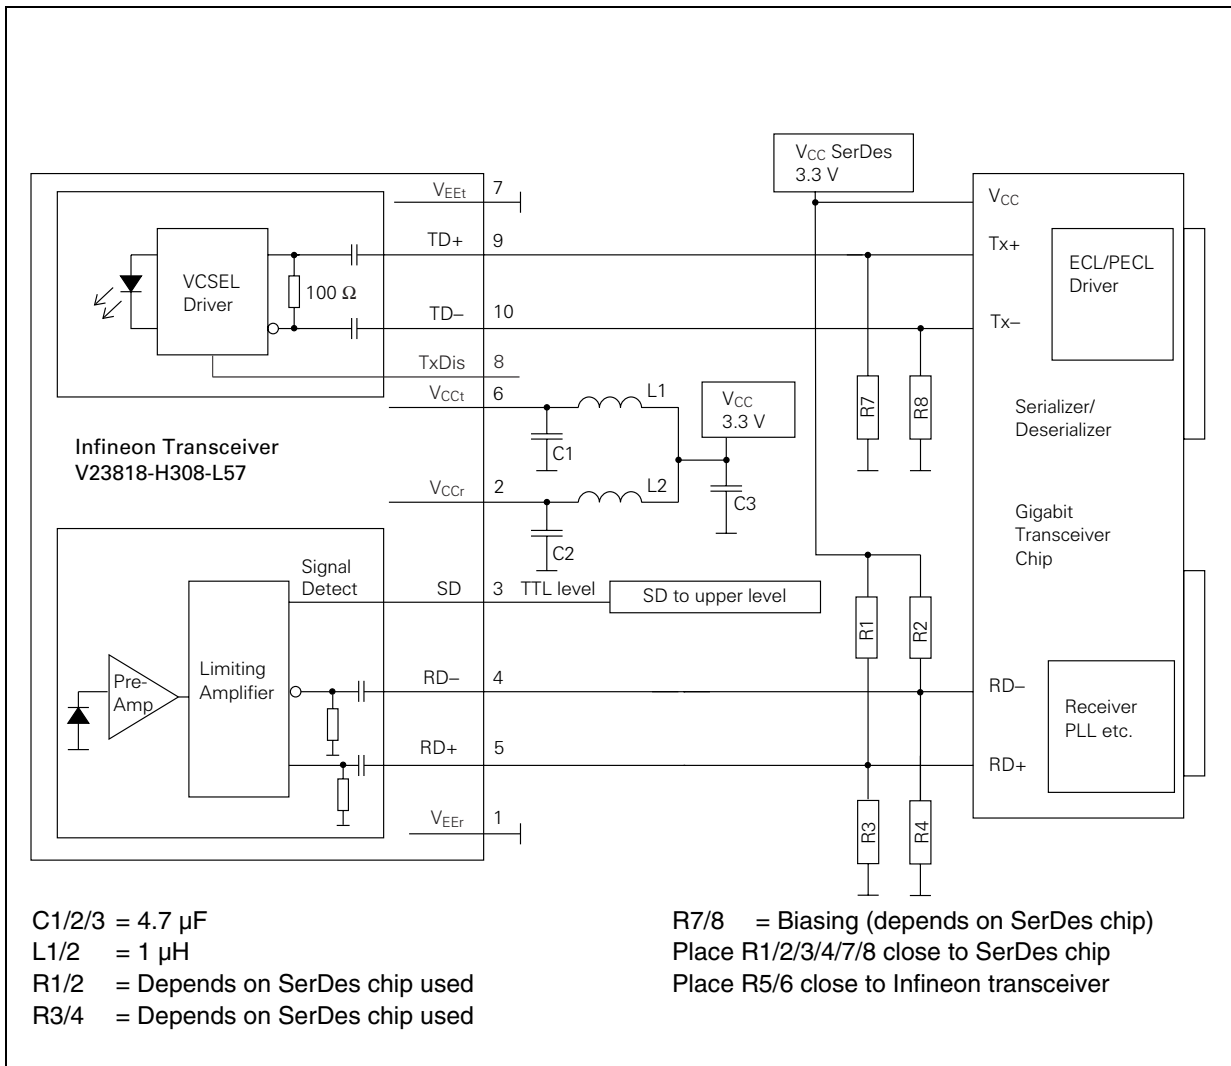 VCC SerDes
3.3 V
VEEt 7
VCC
TD+ 9
Tx+
VCSEL
Driver
100 Ω
ECL/PECL
Driver
TD– 10
Tx–
TxDis 8
VCCt 6
L1
VCC
3.3 V
R7
R8
Serializer/
Deserializer
C1
Infineon Transceiver
V23818-H308-L57
VCCr 2
L2
C3
C2
Gigabit
Transceiver
Chip
Signal
Detect
SD 3 TTL level
SD to upper level
R1
R2
Pre-
Amp
Limiting
Amplifier
RD– 4
RD–
Receiver
PLL etc.
RD+ 5
RD+
VEEr 1
R3
R4
C1/2/3 = 4.7 µF
L1/2 = 1 µH
R1/2 = Depends on SerDes chip used
R3/4 = Depends on SerDes chip used
R7/8 = Biasing (depends on SerDes chip)
Place R1/2/3/4/7/8 close to SerDes chip
Place R5/6 close to Infineon transceiver